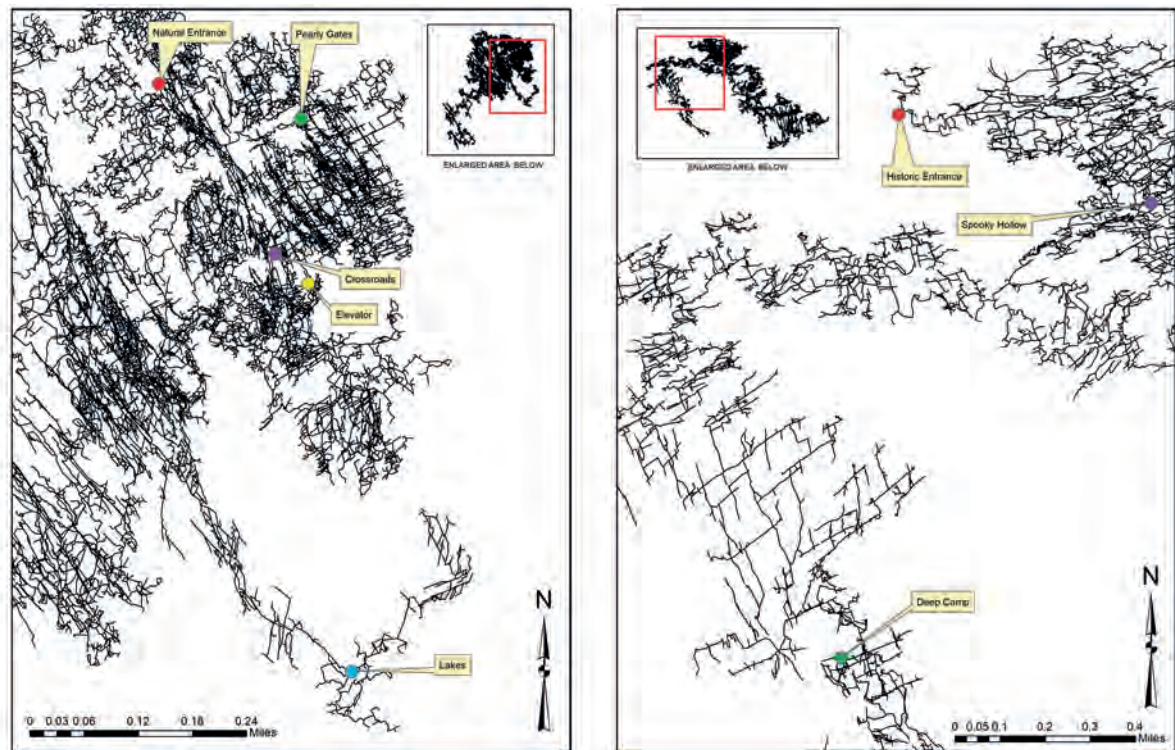 Natural Entrance
Pearly Gates
ENLARGED AREA BELOW
Crossroads
Elevator
Lakes
N
0 0.03 0.06 0.12 0.18 0.24
Miles
ENLARGED AREA BELOW
Historic Entrance
Spooky Hollow
Deep Camp
N
0 0.05 0.1 0.2 0.3 0.4
Miles